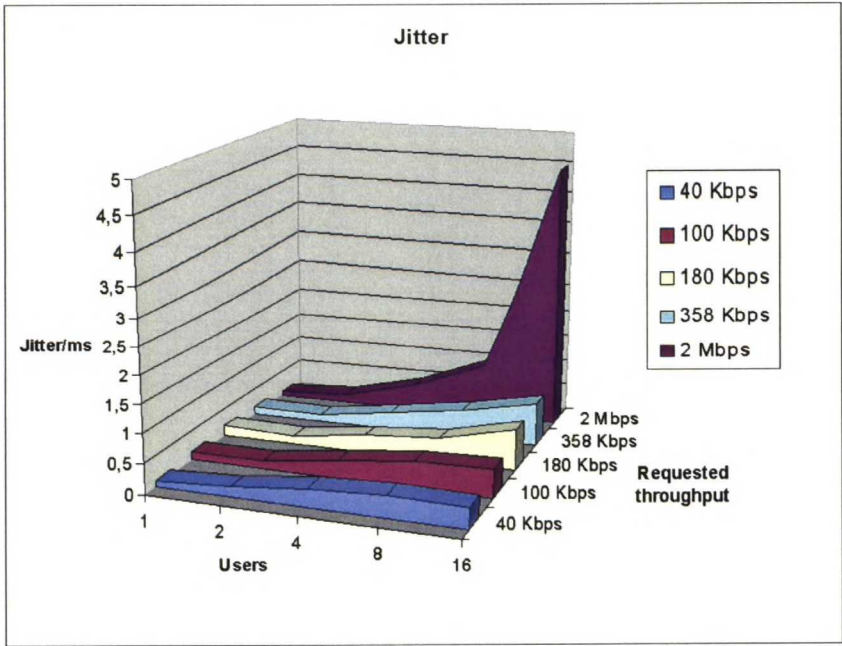 Jitter
5
4,5
4
3,5
3
2,5
2
1,5
1
0,5
0
Jitter/ms
1
2
4
8
16
Users
2 Mbps
358 Kbps
180 Kbps
100 Kbps
40 Kbps
Requested
throughput
40 Kbps
100 Kbps
180 Kbps
358 Kbps
2 Mbps